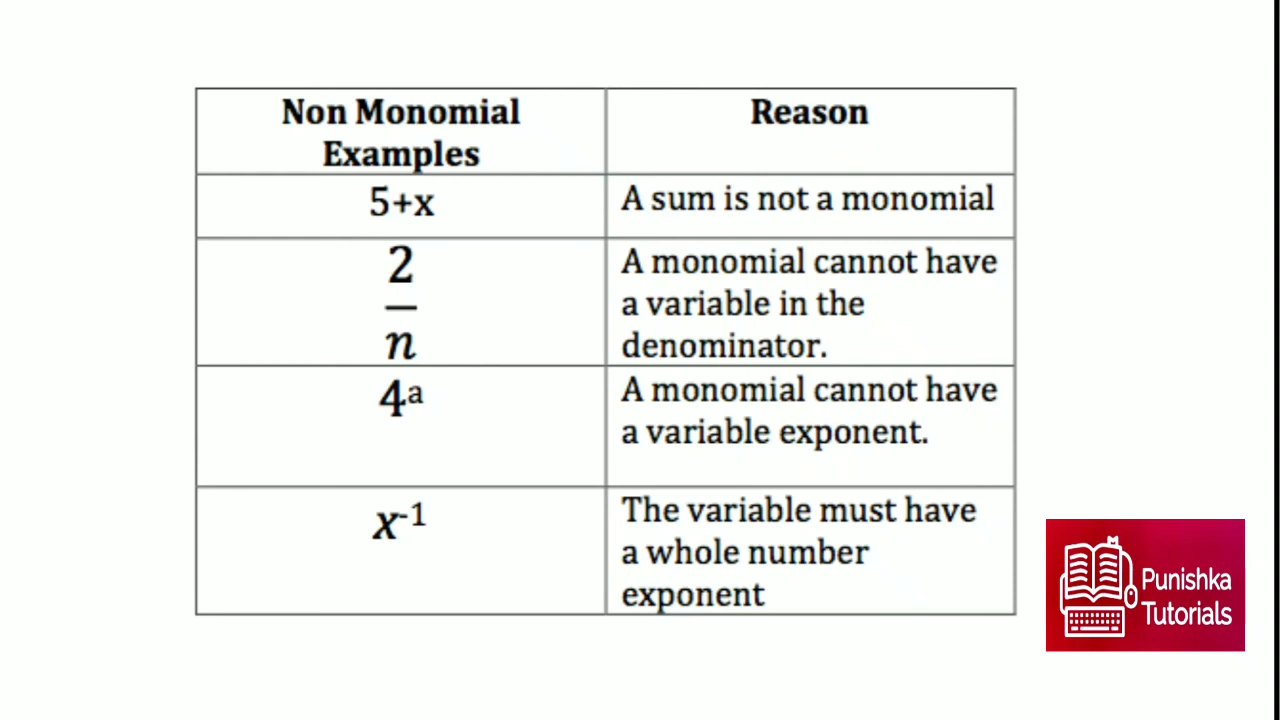 Non Monomial
Examples
Reason
5+x
A sum is not a monomial
2
n
A monomial cannot have
a variable in the
denominator.
4ᵃ
A monomial cannot have
a variable exponent.
x⁻¹
The variable must have
a whole number
exponent
Punishka
Tutorials